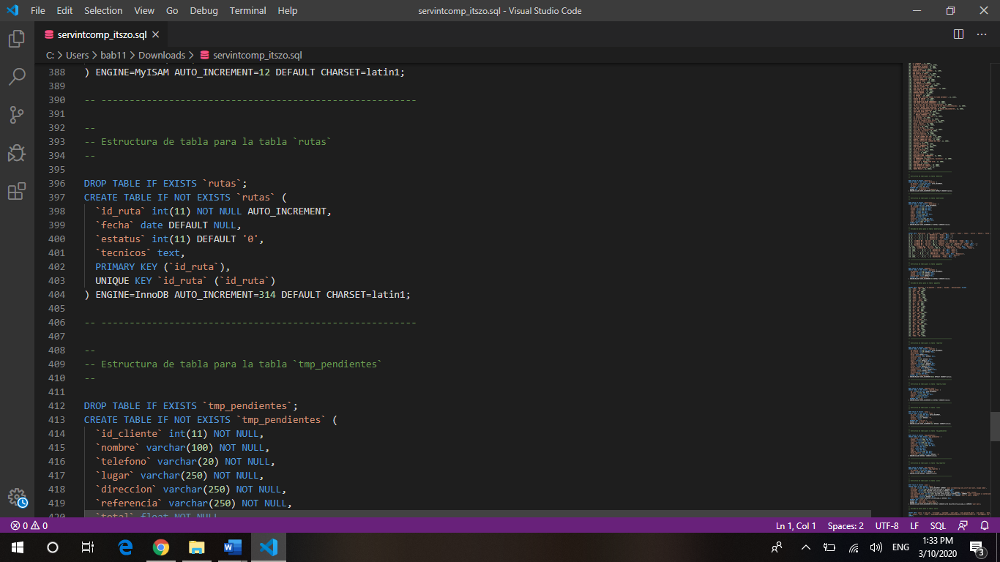 File Edit Selection View Go Debug Terminal Help servintcomp_itszo.sql - Visual Studio Code
servintcomp_itszo.sql
C: > Users > bab11 > Downloads > servintcomp_itszo.sql
388 ) ENGINE=MyISAM AUTO_INCREMENT=12 DEFAULT CHARSET=latin1;
389
390 -- --------------------------------------------------------
391
392 --
393 -- Estructura de tabla para la tabla `rutas`
394 --
395
396 DROP TABLE IF EXISTS `rutas`;
397 CREATE TABLE IF NOT EXISTS `rutas` (
398 `id_ruta` int(11) NOT NULL AUTO_INCREMENT,
399 `fecha` date DEFAULT NULL,
400 `estatus` int(11) DEFAULT '0',
401 `tecnicos` text,
402 PRIMARY KEY (`id_ruta`),
403 UNIQUE KEY `id_ruta` (`id_ruta`)
404 ) ENGINE=InnoDB AUTO_INCREMENT=314 DEFAULT CHARSET=latin1;
405
406 -- --------------------------------------------------------
407
408 --
409 -- Estructura de tabla para la tabla `tmp_pendientes`
410 --
411
412 DROP TABLE IF EXISTS `tmp_pendientes`;
413 CREATE TABLE IF NOT EXISTS `tmp_pendientes` (
414 `id_cliente` int(11) NOT NULL,
415 `nombre` varchar(100) NOT NULL,
416 `telefono` varchar(20) NOT NULL,
417 `lugar` varchar(250) NOT NULL,
418 `direccion` varchar(250) NOT NULL,
419 `referencia` varchar(250) NOT NULL,
420 `total` float NOT NULL
0 0 Ln 1, Col 1 Spaces: 2 UTF-8 LF SQL
ENG 1:33 PM
3/10/2020 3